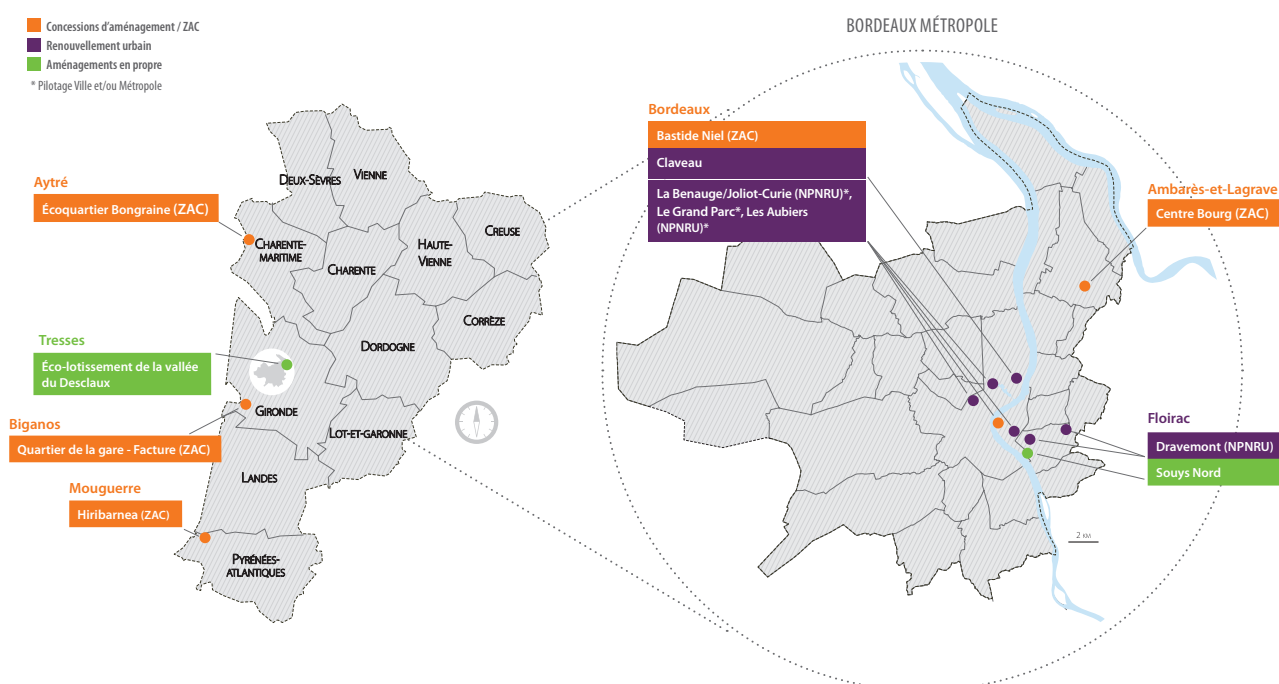 Concessions d'aménagement / ZAC
Renouvellement urbain
Aménagements en propre
* Pilotage Ville et/ou Métropole
BORDEAUX MÉTROPOLE
Aytré
Écoquartier Bongraine (ZAC)
Tresses
Éco-lotissement de la vallée
du Desclaux
Biganos
Quartier de la gare - Facture (ZAC)
Mouguerre
Hiribarnea (ZAC)
DEUX-SÈVRES
VIENNE
CHARENTE-
MARITIME
CHARENTE
HAUTE-
VIENNE
CREUSE
CORRÈZE
DORDOGNE
GIRONDE
LOT-ET-GARONNE
LANDES
PYRÉNÉES-
ATLANTIQUES
Bordeaux
Bastide Niel (ZAC)
Claveau
La Benauge/Joliot-Curie (NPNRU)*,
Le Grand Parc*, Les Aubiers
(NPNRU)*
Ambarès-et-Lagrave
Centre Bourg (ZAC)
Floirac
Dravemont (NPNRU)
Souys Nord
2 KM